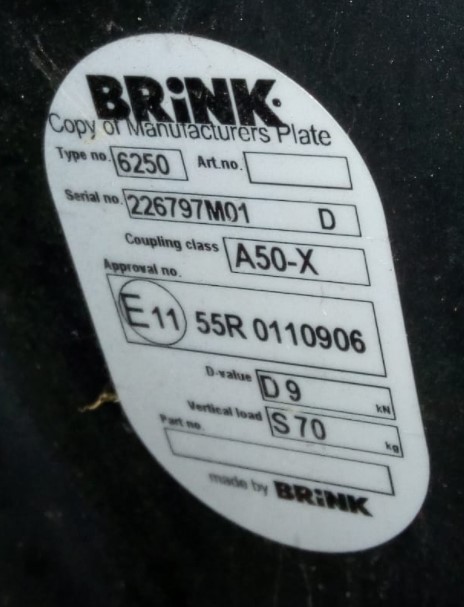 BRiNK
Copy of Manufacturers Plate
Type no. 6250 Art.no.
Serial no. 226797M01 D
Coupling class A50-X
Approval no.
E11 55R 0110906
D-value D 9 kN
Vertical load S 70 kg
Part no
made by BRiNK